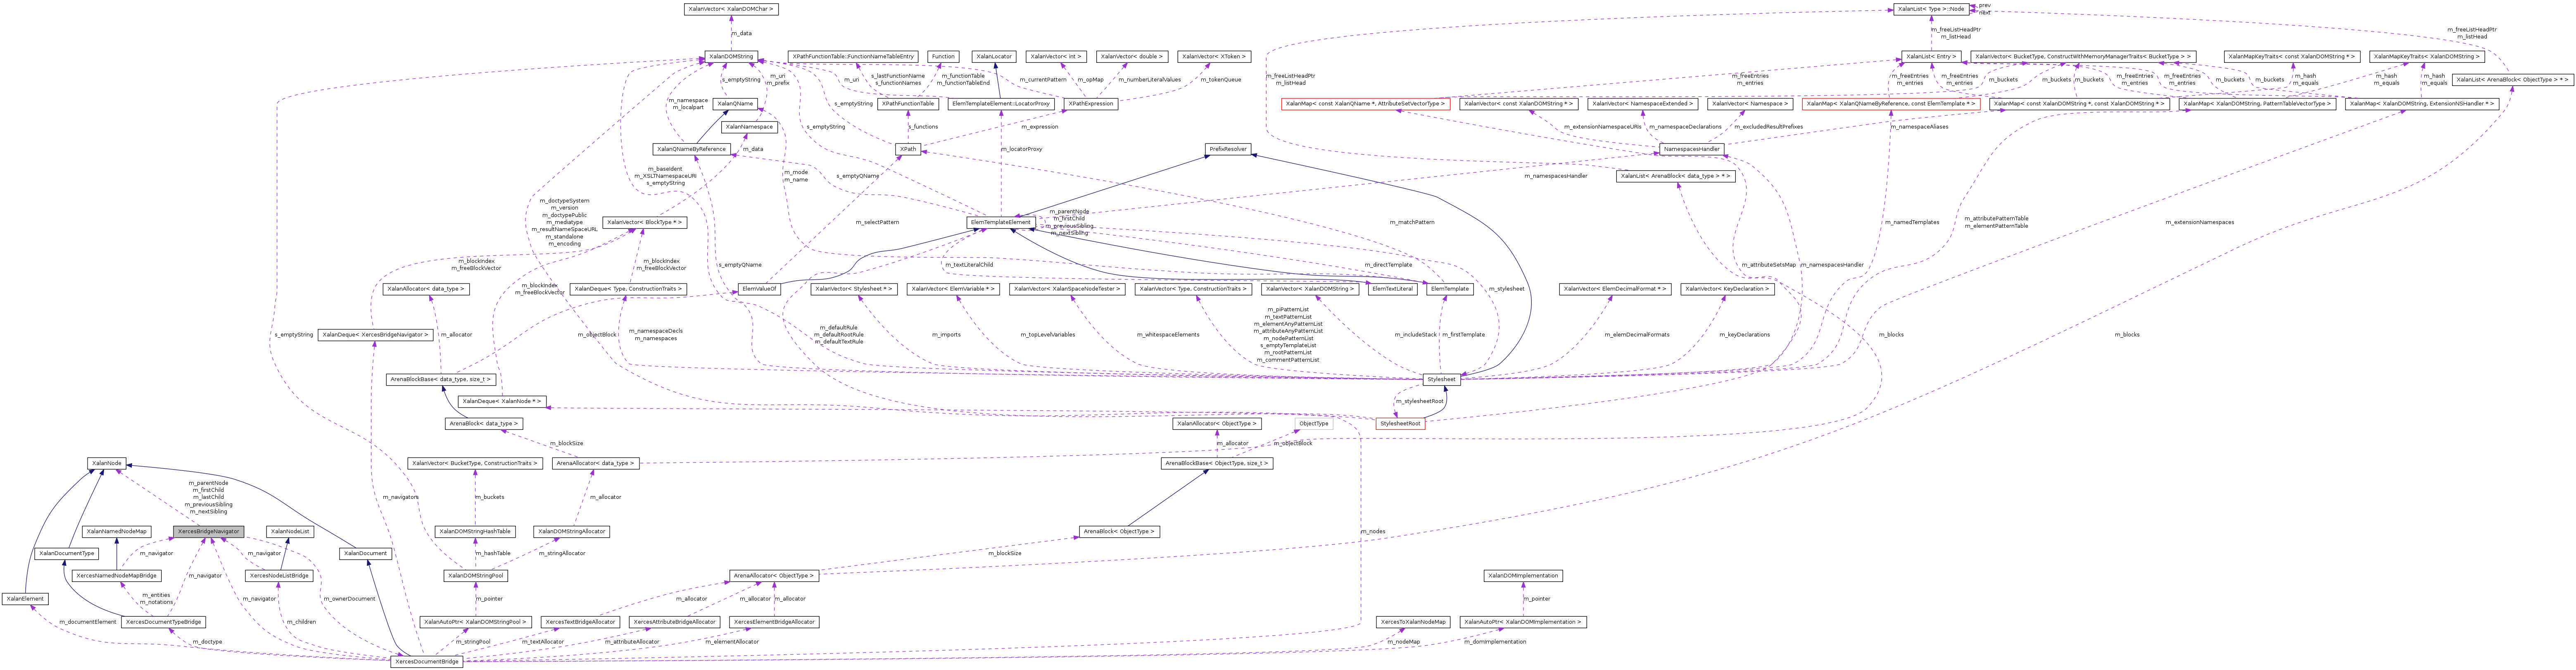 XalanVector< XalanDOMChar >
XalanList< Type >::Node
prev
next
m_data
m_freeListHeadPtr
m_listHead
m_freeListHeadPtr
m_listHead
XalanDOMString
XPathFunctionTable::FunctionNameTableEntry
Function
XalanLocator
XalanVector< int >
XalanVector< double >
XalanVector< XToken >
XalanList< Entry >
XalanVector< BucketType, ConstructWithMemoryManagerTraits< BucketType > >
XalanMapKeyTraits< const XalanDOMString * >
XalanMapKeyTraits< XalanDOMString >
XalanList< ArenaBlock< ObjectType > * >
s_emptyString
m_uri
m_prefix
m_uri
s_lastFunctionName
s_functionNames
m_functionTable
m_functionTableEnd
m_currentPattern
m_opMap
m_numberLiteralValues
m_tokenQueue
m_freeListHeadPtr
m_listHead
m_freeEntries
m_entries
m_buckets
m_freeEntries
m_entries
m_buckets
m_freeEntries
m_entries
m_buckets
m_hash
m_equals
m_freeEntries
m_entries
m_buckets
m_freeEntries
m_entries
m_buckets
m_hash
m_equals
m_hash
m_equals
m_namespace
m_localpart
XalanQName
s_emptyString
XPathFunctionTable
ElemTemplateElement::LocatorProxy
XPathExpression
XalanMap< const XalanQName *, AttributeSetVectorType >
XalanVector< const XalanDOMString * >
XalanVector< NamespaceExtended >
XalanVector< Namespace >
XalanMap< const XalanQNameByReference, const ElemTemplate * >
XalanMap< const XalanDOMString *, const XalanDOMString * >
XalanMap< XalanDOMString, PatternTableVectorType >
XalanMap< XalanDOMString, ExtensionNSHandler * >
XalanNamespace
s_emptyString
s_functions
m_expression
m_extensionNamespaceURIs
m_namespaceDeclarations
m_excludedResultPrefixes
m_namespaceAliases
XalanQNameByReference
m_data
m_locatorProxy
XPath
PrefixResolver
NamespacesHandler
m_baseIdent
m_XSLTNamespaceURI
s_emptyString
m_mode
m_name
s_emptyQName
m_namespacesHandler
XalanList< ArenaBlock< data_type > * >
m_doctypeSystem
m_version
m_doctypePublic
m_mediatype
m_resultNameSpaceURL
m_standalone
m_encoding
XalanVector< BlockType * >
m_selectPattern
ElemTemplateElement
m_parentNode
m_firstChild
m_previousSibling
m_nextSibling
m_matchPattern
m_namedTemplates
m_attributePatternTable
m_elementPatternTable
m_extensionNamespaces
m_blockIndex
m_freeBlockVector
m_blockIndex
m_freeBlockVector
s_emptyQName
m_textLiteralChild
m_directTemplate
m_attributeSetsMap
m_namespacesHandler
XalanAllocator< data_type >
m_blockIndex
m_freeBlockVector
XalanDeque< Type, ConstructionTraits >
ElemValueOf
XalanVector< Stylesheet * >
XalanVector< ElemVariable * >
XalanVector< XalanSpaceNodeTester >
XalanVector< Type, ConstructionTraits >
XalanVector< XalanDOMString >
ElemTextLiteral
ElemTemplate
m_stylesheet
XalanVector< ElemDecimalFormat * >
XalanVector< KeyDeclaration >
s_emptyString
XalanDeque< XercesBridgeNavigator >
m_allocator
m_objectBlock
m_namespaceDecls
m_namespaces
m_defaultRule
m_defaultRootRule
m_defaultTextRule
m_imports
m_topLevelVariables
m_whitespaceElements
m_piPatternList
m_textPatternList
m_elementAnyPatternList
m_attributeAnyPatternList
m_nodePatternList
s_emptyTemplateList
m_rootPatternList
m_commentPatternList
m_includeStack
m_firstTemplate
m_elemDecimalFormats
m_keyDeclarations
m_blocks
m_blocks
ArenaBlockBase< data_type, size_t >
Stylesheet
XalanDeque< XalanNode * >
m_stylesheetRoot
ArenaBlock< data_type >
XalanAllocator< ObjectType >
ObjectType
StylesheetRoot
m_blockSize
m_allocator
m_objectBlock
XalanNode
XalanVector< BucketType, ConstructionTraits >
ArenaAllocator< data_type >
ArenaBlockBase< ObjectType, size_t >
m_parentNode
m_firstChild
m_lastChild
m_previousSibling
m_nextSibling
m_navigators
m_buckets
m_allocator
XalanNamedNodeMap
XercesBridgeNavigator
XalanNodeList
XalanDOMStringHashTable
XalanDOMStringAllocator
ArenaBlock< ObjectType >
m_nodes
XalanDocumentType
m_navigator
m_navigator
XalanDocument
m_hashTable
m_stringAllocator
m_blockSize
XercesNamedNodeMapBridge
m_navigator
XercesNodeListBridge
XalanDOMStringPool
ArenaAllocator< ObjectType >
XalanDOMImplementation
XalanElement
m_entities
m_notations
m_navigator
m_ownerDocument
m_pointer
m_allocator
m_allocator
m_allocator
m_pointer
m_documentElement
XercesDocumentTypeBridge
m_children
XalanAutoPtr< XalanDOMStringPool >
XercesTextBridgeAllocator
XercesAttributeBridgeAllocator
XercesElementBridgeAllocator
XercesToXalanNodeMap
XalanAutoPtr< XalanDOMImplementation >
m_doctype
m_stringPool
m_textAllocator
m_attributeAllocator
m_elementAllocator
m_nodeMap
m_domImplementation
XercesDocumentBridge